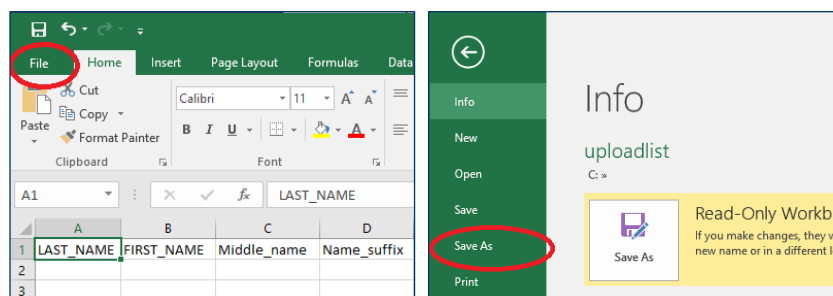 File Home Insert Page Layout Formulas Data
Cut
Copy
Paste
Format Painter
Clipboard
Calibri 11 A A
B I U A
Font
A1 fx LAST_NAME
A B C D
1 LAST_NAME FIRST_NAME Middle_name Name_suffix
2
3
Info
New
Open
Save
Save As
Print
Info
uploadlist
C: »
Save As
Read-Only Workb
If you make changes, they
new name or in a different